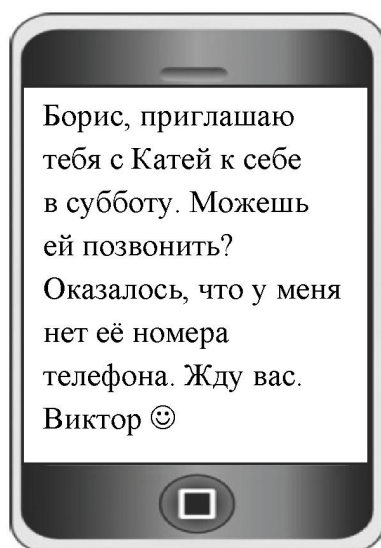 Борис, приглашаю
тебя с Катей к себе
в субботу. Можешь
ей позвонить?
Оказалось, что у меня
нет её номера
телефона. Жду вас.
Виктор ☺